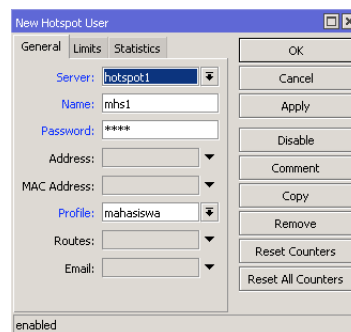 New Hotspot User
General Limits Statistics
Server: hotspot1
Name: mhs1
Password: ****
Address:
MAC Address:
Profile: mahasiswa
Routes:
Email:
OK
Cancel
Apply
Disable
Comment
Copy
Remove
Reset Counters
Reset All Counters
enabled